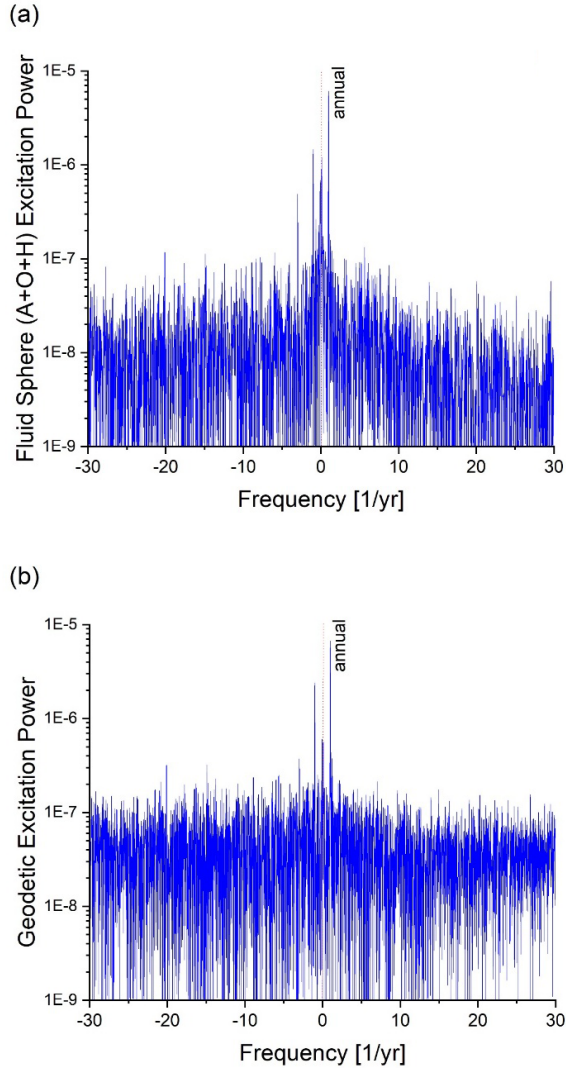 (a)
Fluid Sphere (A+O+H) Excitation Power
1E-5
1E-6
1E-7
1E-8
1E-9
annual
-30 -20 -10 0 10 20 30
Frequency [1/yr]
(b)
Geodetic Excitation Power
1E-5
1E-6
1E-7
1E-8
1E-9
annual
-30 -20 -10 0 10 20 30
Frequency [1/yr]